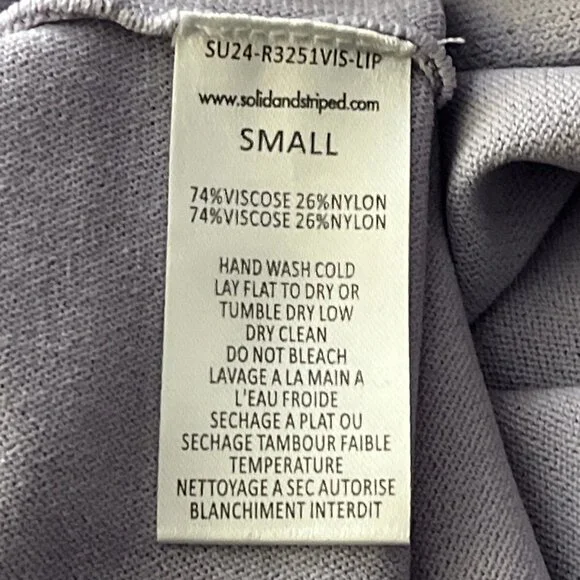 SU24-R3251VIS-LIP
www.solidandstriped.com
SMALL
74%VISCOSE 26%NYLON
74%VISCOSE 26%NYLON
HAND WASH COLD
LAY FLAT TO DRY OR
TUMBLE DRY LOW
DRY CLEAN
DO NOT BLEACH
LAVAGE A LA MAIN A
L'EAU FROIDE
SECHAGE A PLAT OU
SECHAGE TAMBOUR FAIBLE
TEMPERATURE
NETTOYAGE A SEC AUTORISE
BLANCHIMENT INTERDIT